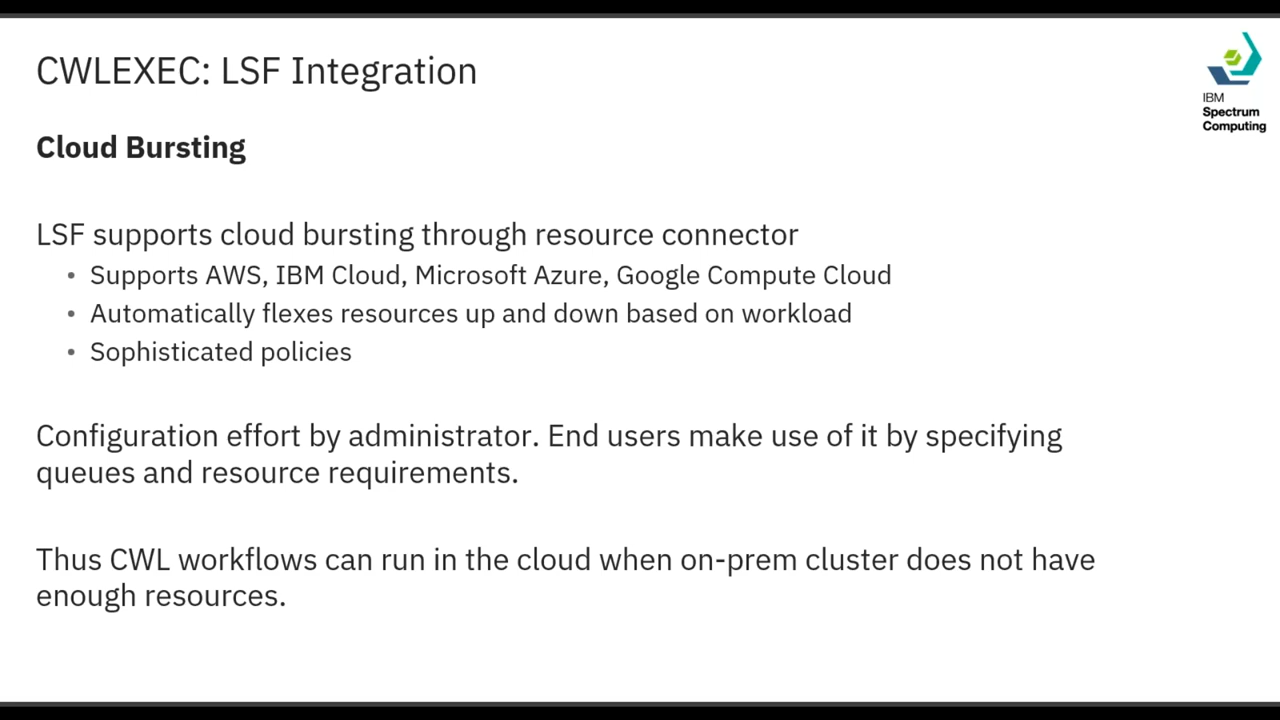 CWLEXEC: LSF Integration
IBM
Spectrum
Computing
Cloud Bursting
LSF supports cloud bursting through resource connector
• Supports AWS, IBM Cloud, Microsoft Azure, Google Compute Cloud
• Automatically flexes resources up and down based on workload
• Sophisticated policies
Configuration effort by administrator. End users make use of it by specifying
queues and resource requirements.
Thus CWL workflows can run in the cloud when on-prem cluster does not have
enough resources.